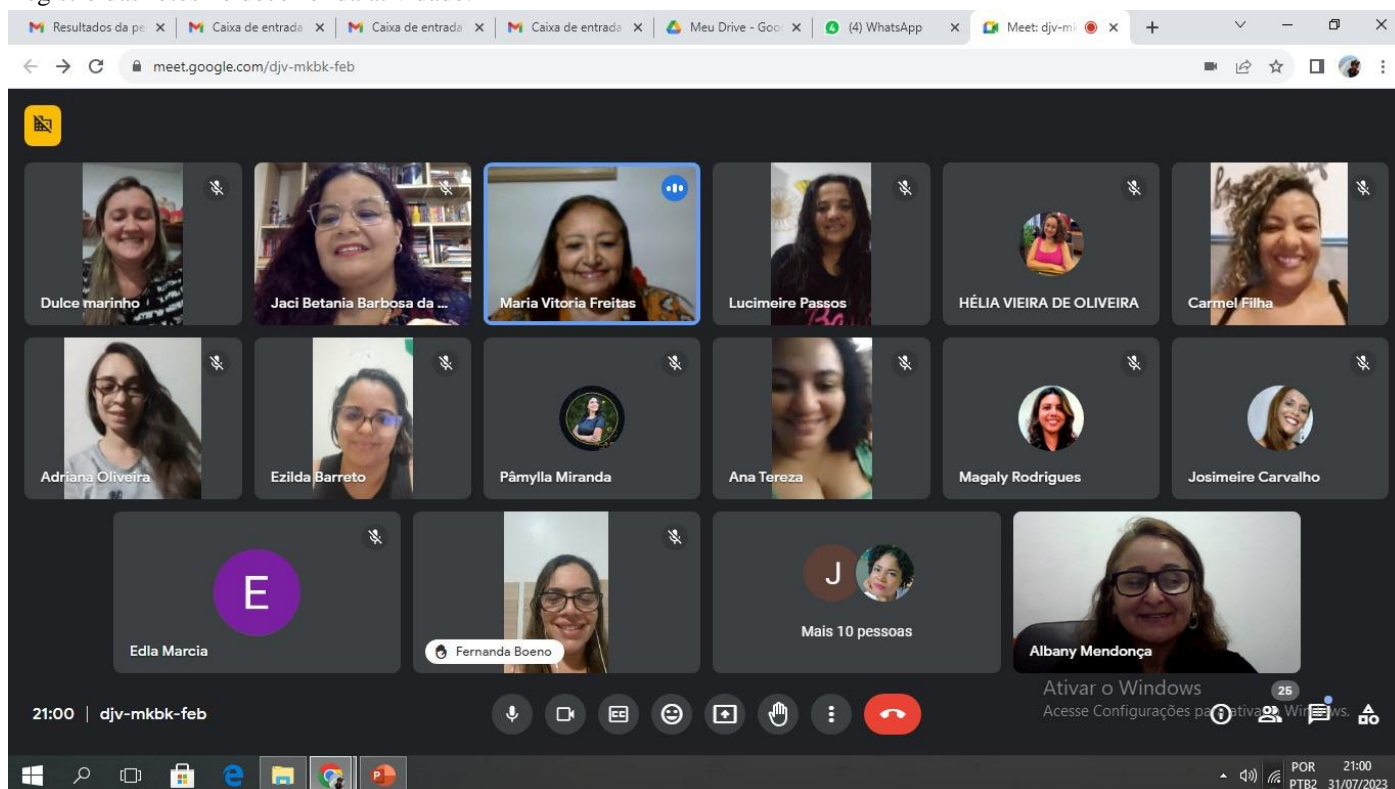 Resultados da pe
Caixa de entrada
Caixa de entrada
Caixa de entrada
Meu Drive - Goo
(4) WhatsApp
Meet: djv-m
meet.google.com/djv-mkbk-feb
Dulce marinho
Jaci Betania Barbosa da ...
Maria Vitoria Freitas
Lucimeire Passos
HÉLIA VIEIRA DE OLIVEIRA
Carmel Filha
Adriana Oliveira
Ezilda Barreto
Pâmylla Miranda
Ana Tereza
Magaly Rodrigues
Josimeire Carvalho
E
Edla Marcia
Fernanda Boeno
J
Mais 10 pessoas
Albany Mendonça
Ativar o Windows
Acesse Configurações para ativar o Windows.
25
21:00 | djv-mkbk-feb
POR 21:00
PTB2 31/07/2023